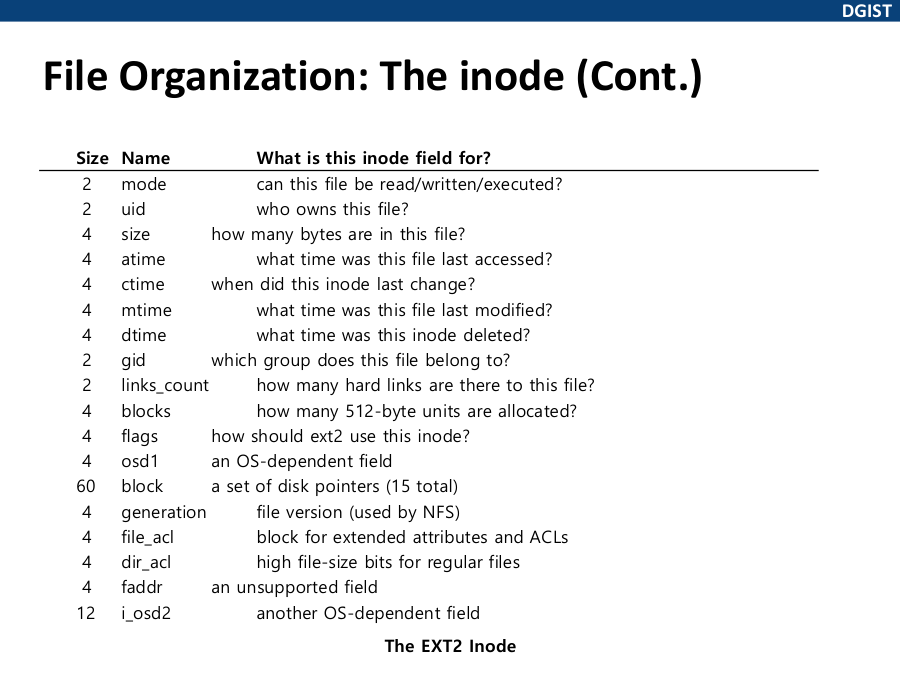 DGIST
File Organization: The inode (Cont.)
Size Name What is this inode field for?
2 mode can this file be read/written/executed?
2 uid who owns this file?
4 size how many bytes are in this file?
4 atime what time was this file last accessed?
4 ctime when did this inode last change?
4 mtime what time was this file last modified?
4 dtime what time was this inode deleted?
2 gid which group does this file belong to?
2 links_count how many hard links are there to this file?
4 blocks how many 512-byte units are allocated?
4 flags how should ext2 use this inode?
4 osd1 an OS-dependent field
60 block a set of disk pointers (15 total)
4 generation file version (used by NFS)
4 file_acl block for extended attributes and ACLs
4 dir_acl high file-size bits for regular files
4 faddr an unsupported field
12 i_osd2 another OS-dependent field
The EXT2 Inode